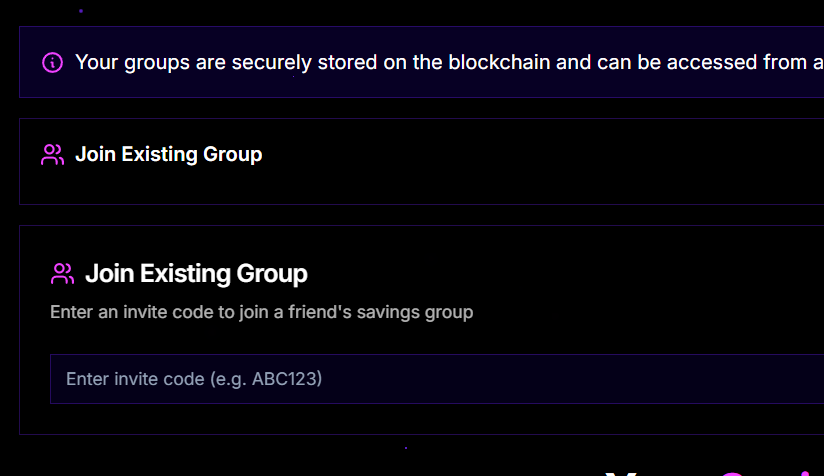 Your groups are securely stored on the blockchain and can be accessed from a
Join Existing Group
Join Existing Group
Enter an invite code to join a friend's savings group
Enter invite code (e.g. ABC123)